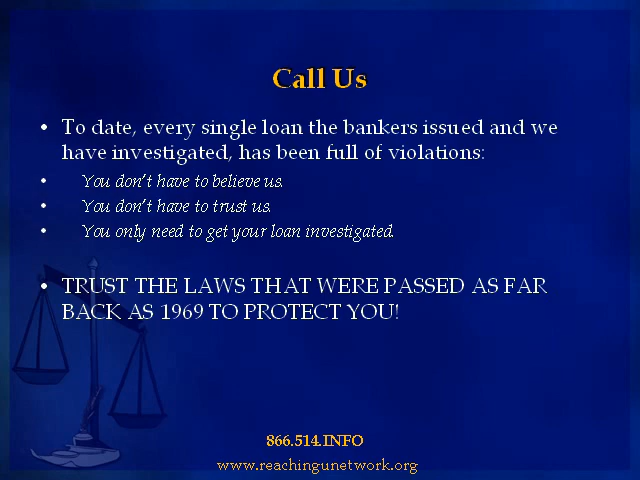 Call Us
• To date, every single loan the bankers issued and we
have investigated, has been full of violations:
• You don't have to believe us.
• You don't have to trust us.
• You only need to get your loan investigated.
• TRUST THE LAWS THAT WERE PASSED AS FAR
BACK AS 1969 TO PROTECT YOU!
866.514.INFO
www.reachingunetwork.org